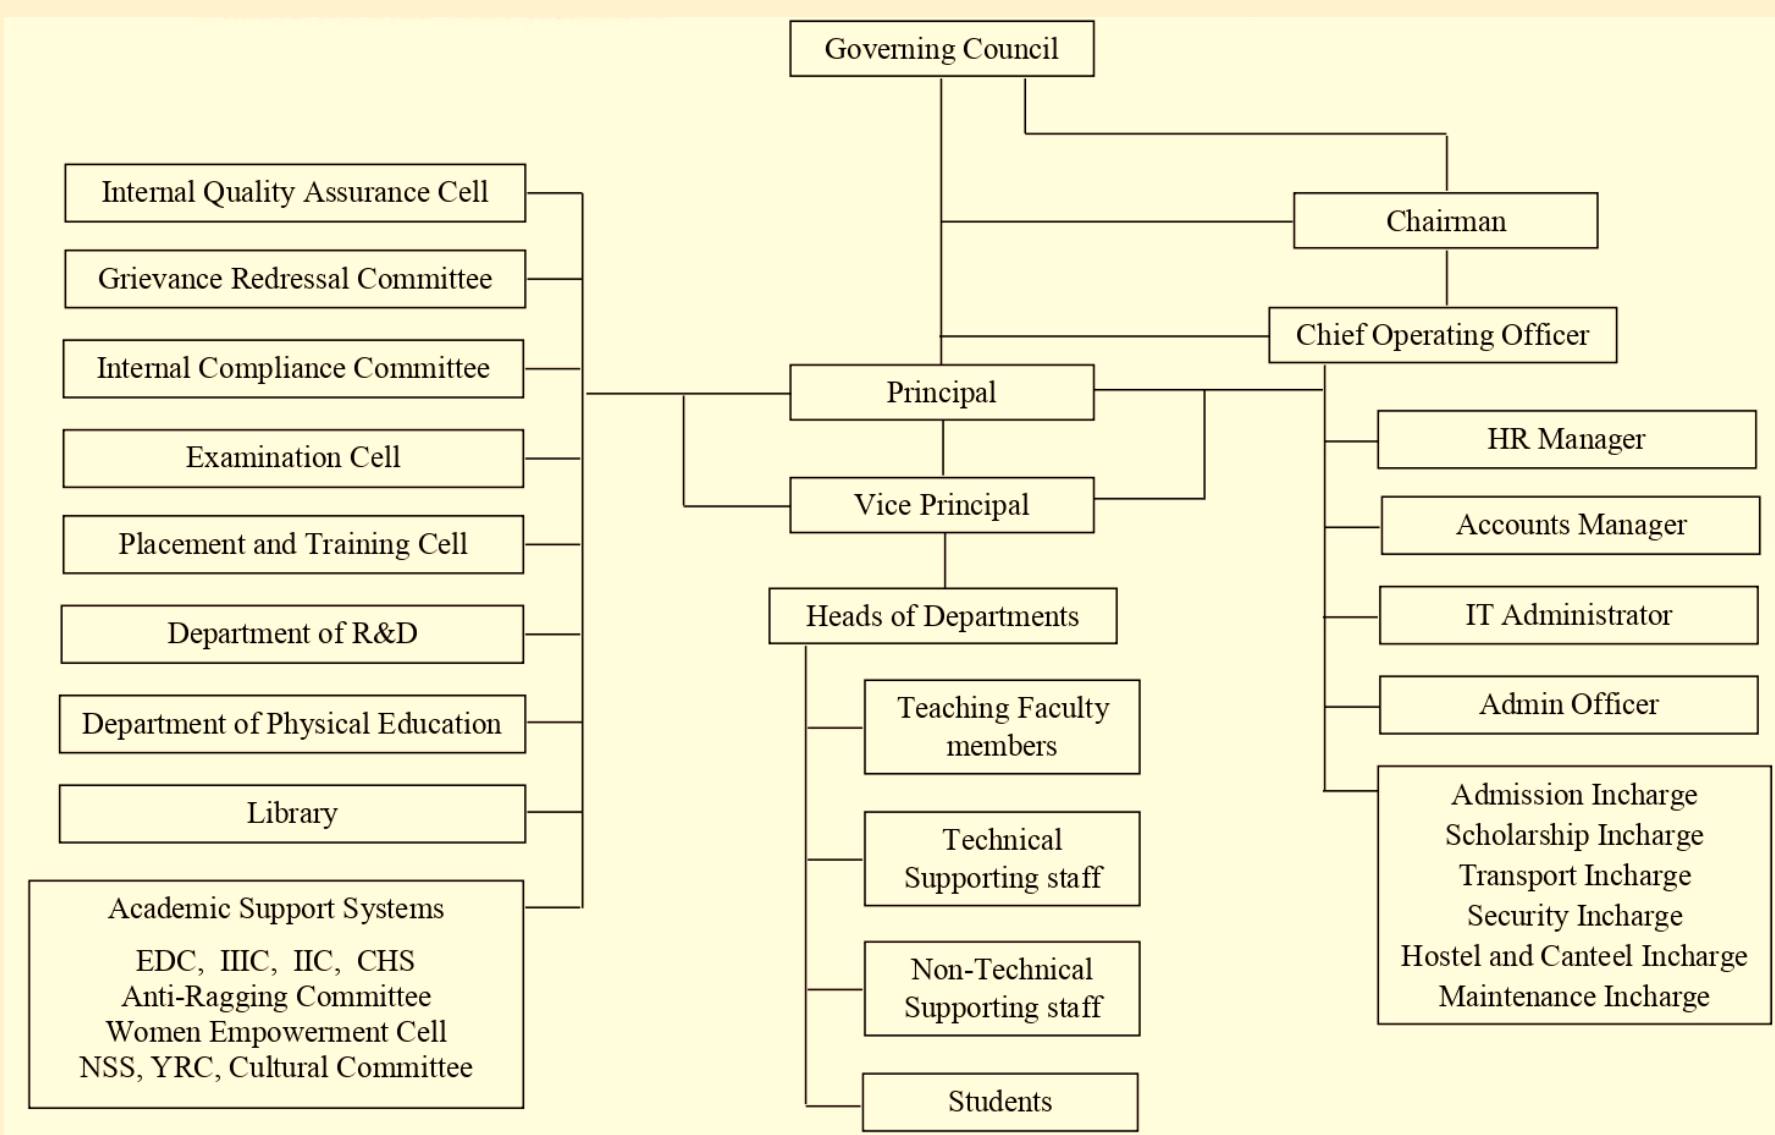 Governing Council
Internal Quality Assurance Cell
Grievance Redressal Committee
Internal Compliance Committee
Examination Cell
Placement and Training Cell
Department of R&D
Department of Physical Education
Library
Academic Support Systems
EDC, IIIC, IIC, CHS
Anti-Ragging Committee
Women Empowerment Cell
NSS, YRC, Cultural Committee
Principal
Vice Principal
Heads of Departments
Teaching Faculty
members
Technical
Supporting staff
Non-Technical
Supporting staff
Students
Chairman
Chief Operating Officer
HR Manager
Accounts Manager
IT Administrator
Admin Officer
Admission Incharge
Scholarship Incharge
Transport Incharge
Security Incharge
Hostel and Canteel Incharge
Maintenance Incharge